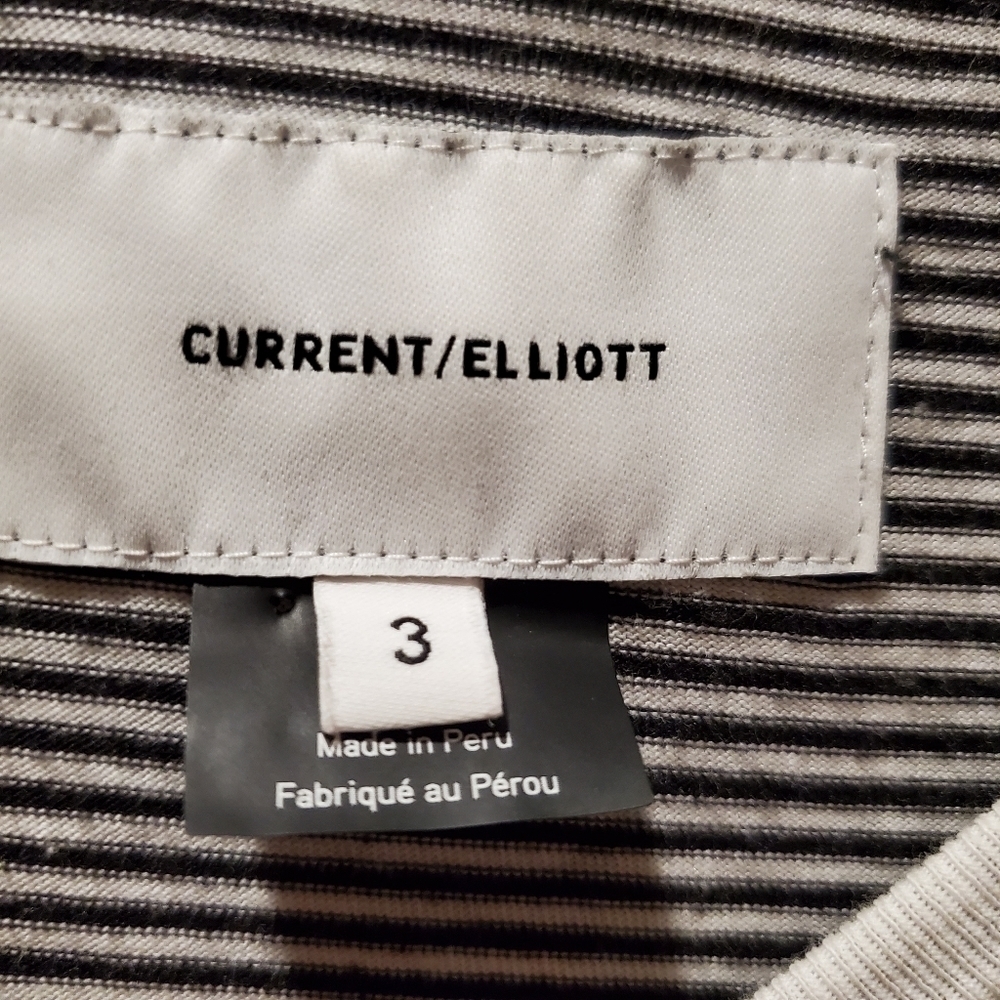 CURRENT/ELLIOTT
3
Made in Peru
Fabriqué au Pérou